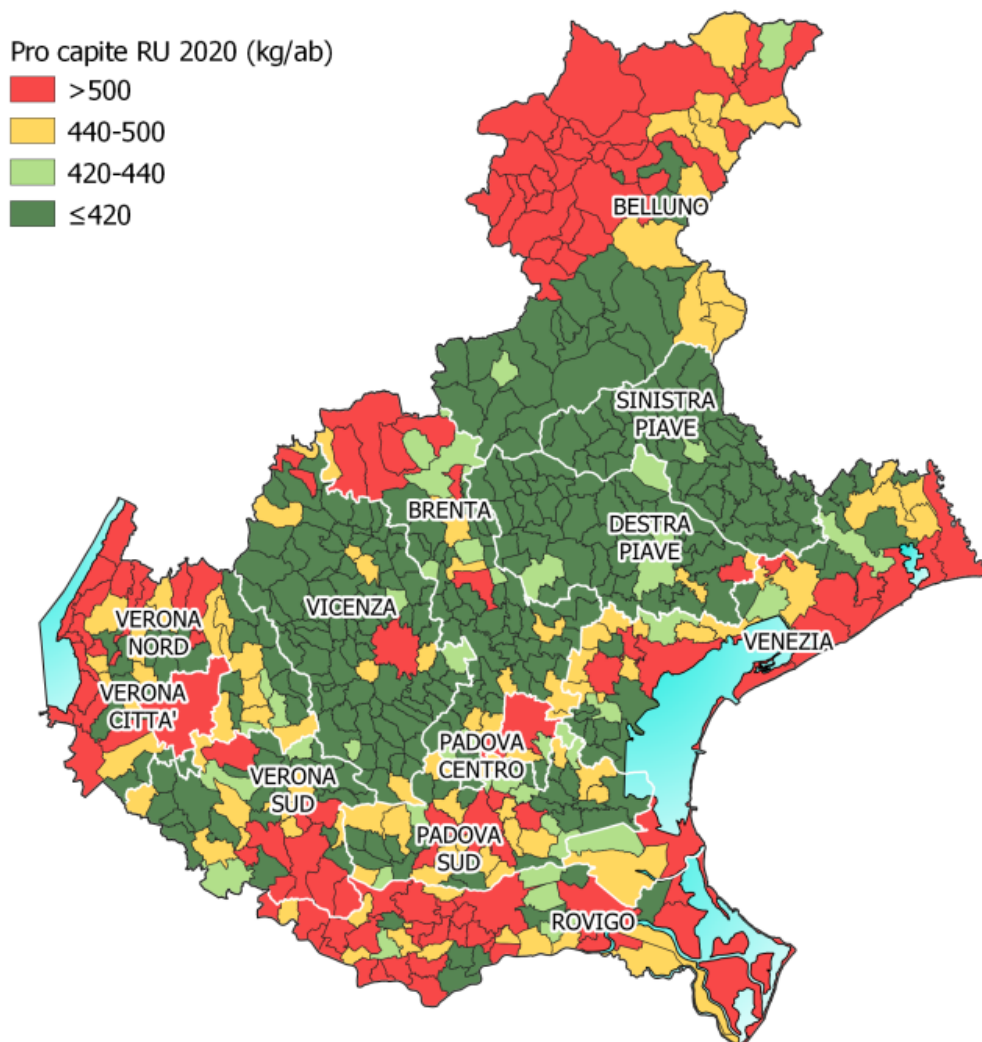 Pro capite RU 2020 (kg/ab)
>500
440-500
420-440
≤420
BELLUNO
SINISTRA
PIAVE
BRENTA
DESTRA
PIAVE
VICENZA
VERONA
NORD
VENEZIA
VERONA
CITTA'
PADOVA
CENTRO
VERONA
SUD
PADOVA
SUD
ROVIGO